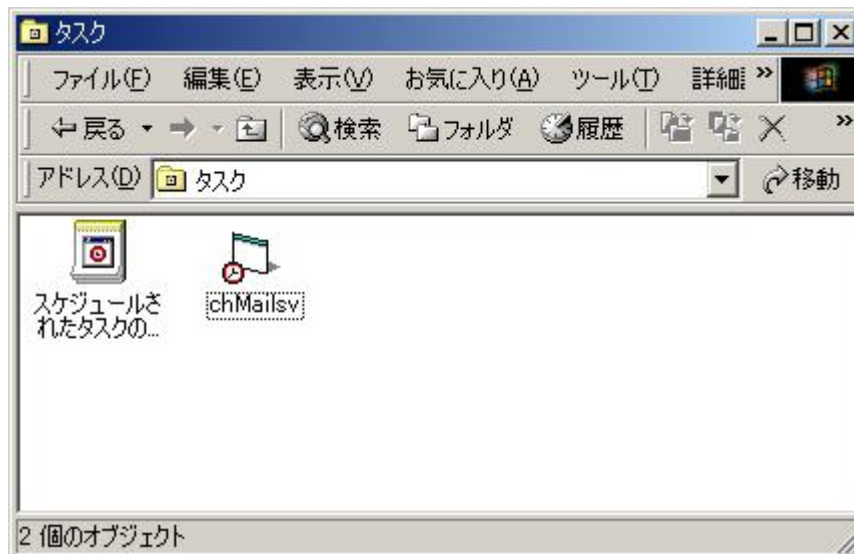 タスク
ファイル(F) 編集(E) 表示(V) お気に入り(A) ツール(T) 詳細 »
戻る 検索 フォルダ 履歴 »
アドレス(D) タスク 移動
スケジュールさ
れたタスクの...
chMailsv
2 個のオブジェクト